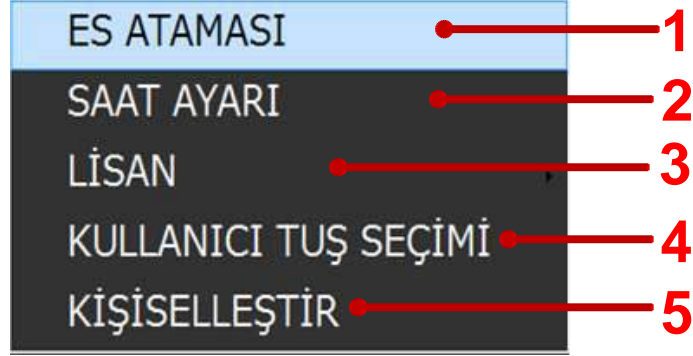 ES ATAMASI 1
SAAT AYARI 2
LİSAN 3
KULLANICI TUŞ SEÇİMİ 4
KİŞİSELLEŞTİR 5